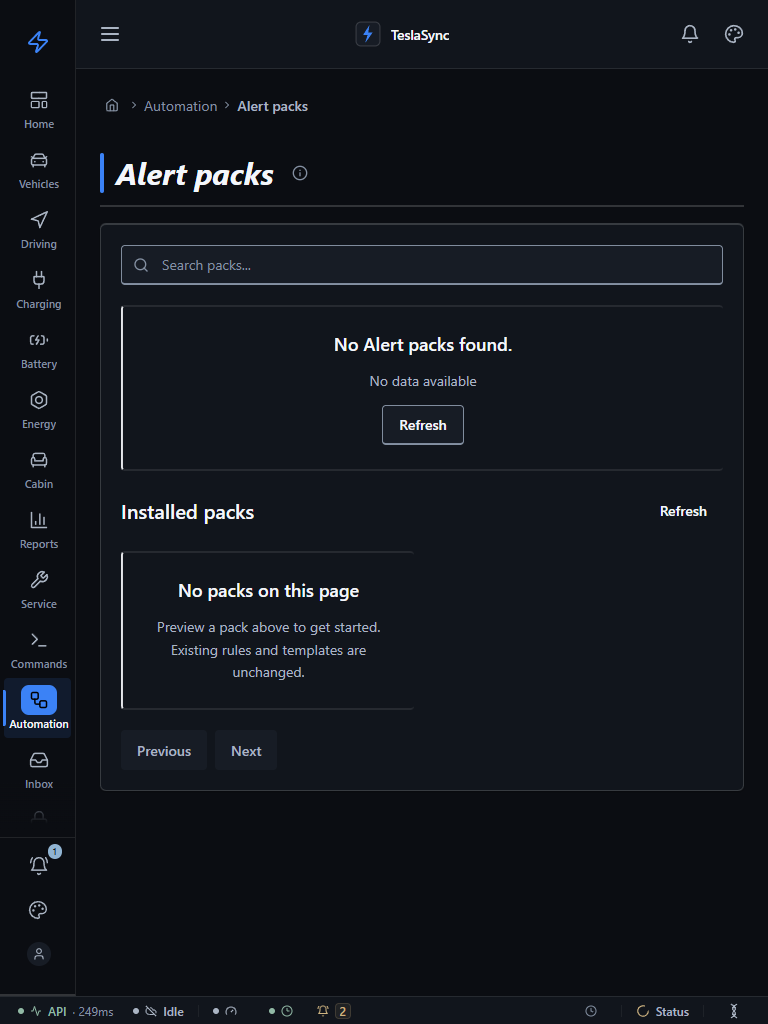 TeslaSync
Home
Vehicles
Driving
Charging
Battery
Energy
Cabin
Reports
Service
Commands
Automation
Inbox
1
Automation
Alert packs
Alert packs
Search packs...
No Alert packs found.
No data available
Refresh
Installed packs
Refresh
No packs on this page
Preview a pack above to get started.
Existing rules and templates are
unchanged.
Previous
Next
API · 249ms
Idle
2
Status